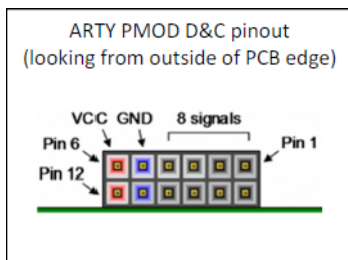 ARTY PMOD D&C pinout
(looking from outside of PCB edge)
VCC GND 8 signals
Pin 6
Pin 1
Pin 12